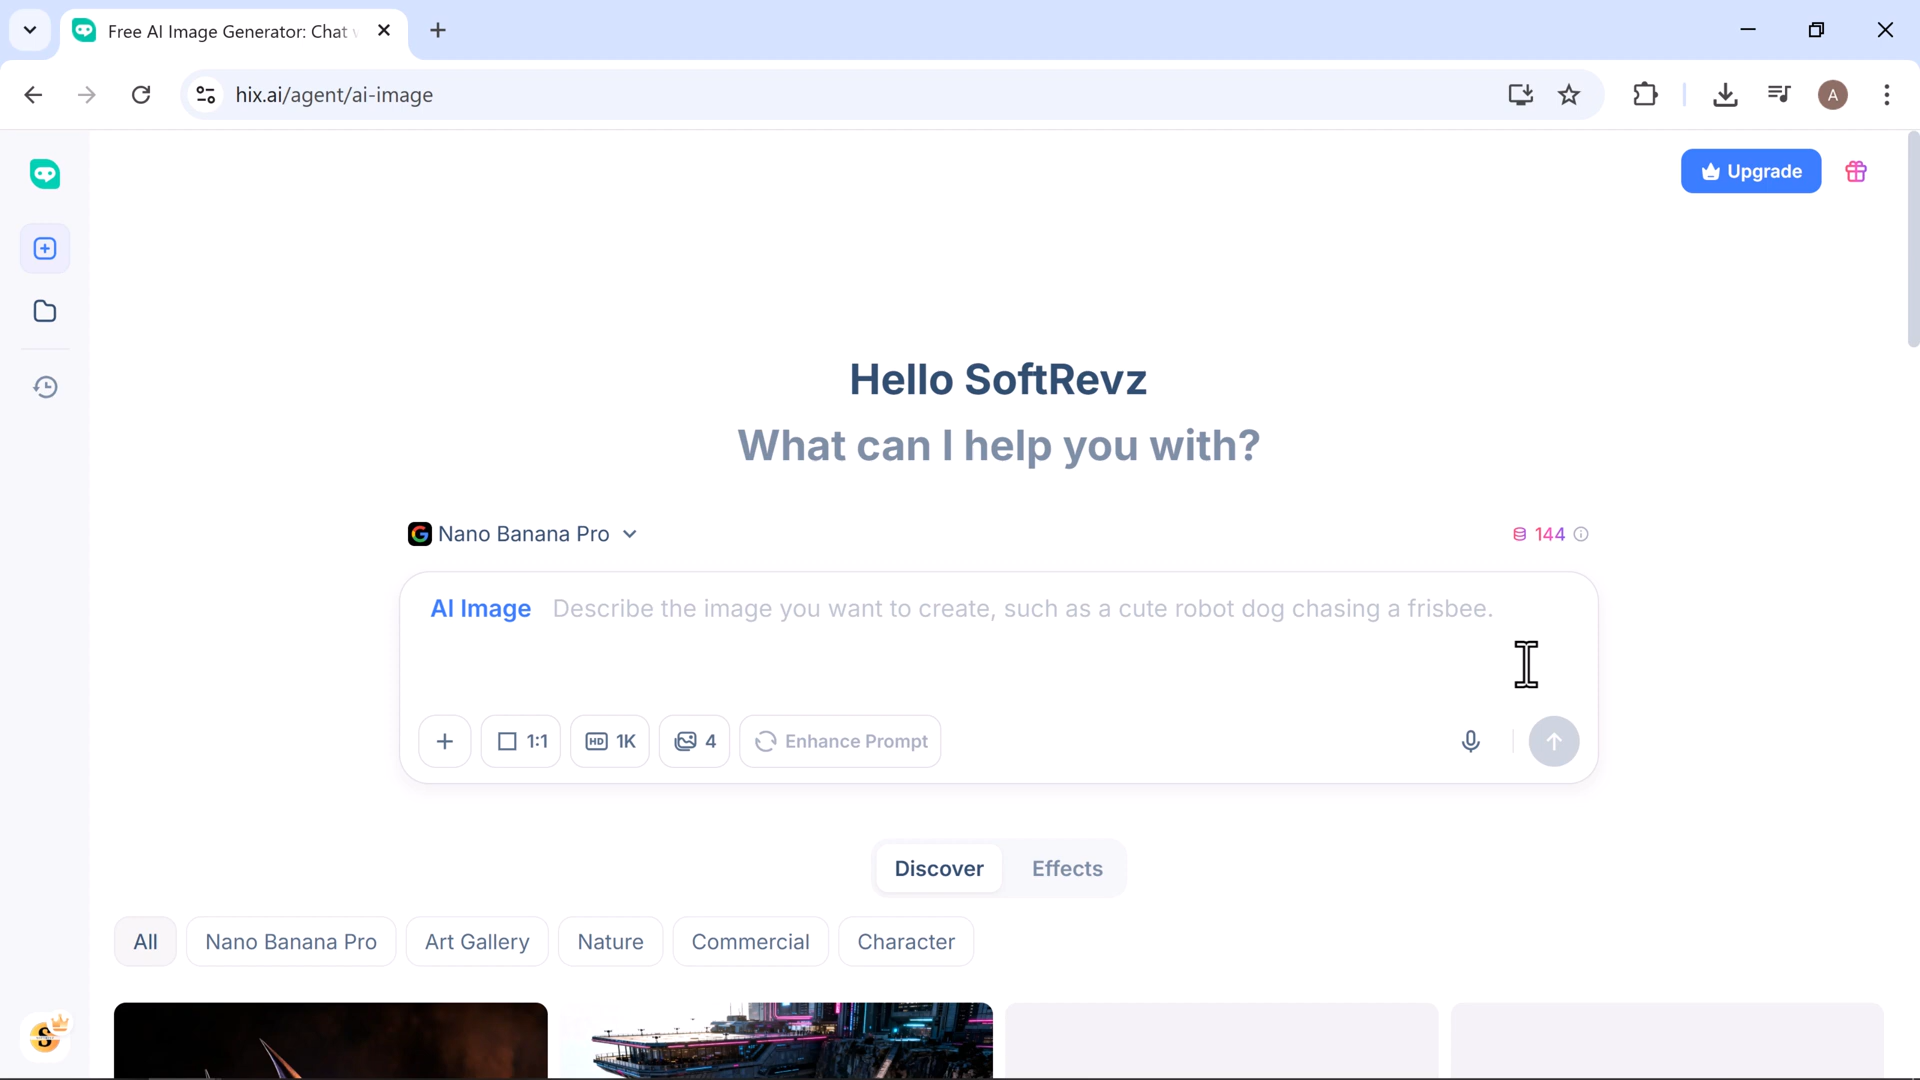 Free AI Image Generator: Chat
hix.ai/agent/ai-image
A
Upgrade
Hello SoftRevz
What can I help you with?
G Nano Banana Pro
144
AI Image Describe the image you want to create, such as a cute robot dog chasing a frisbee.
1:1
HD 1K
4
Enhance Prompt
Discover
Effects
All
Nano Banana Pro
Art Gallery
Nature
Commercial
Character
S